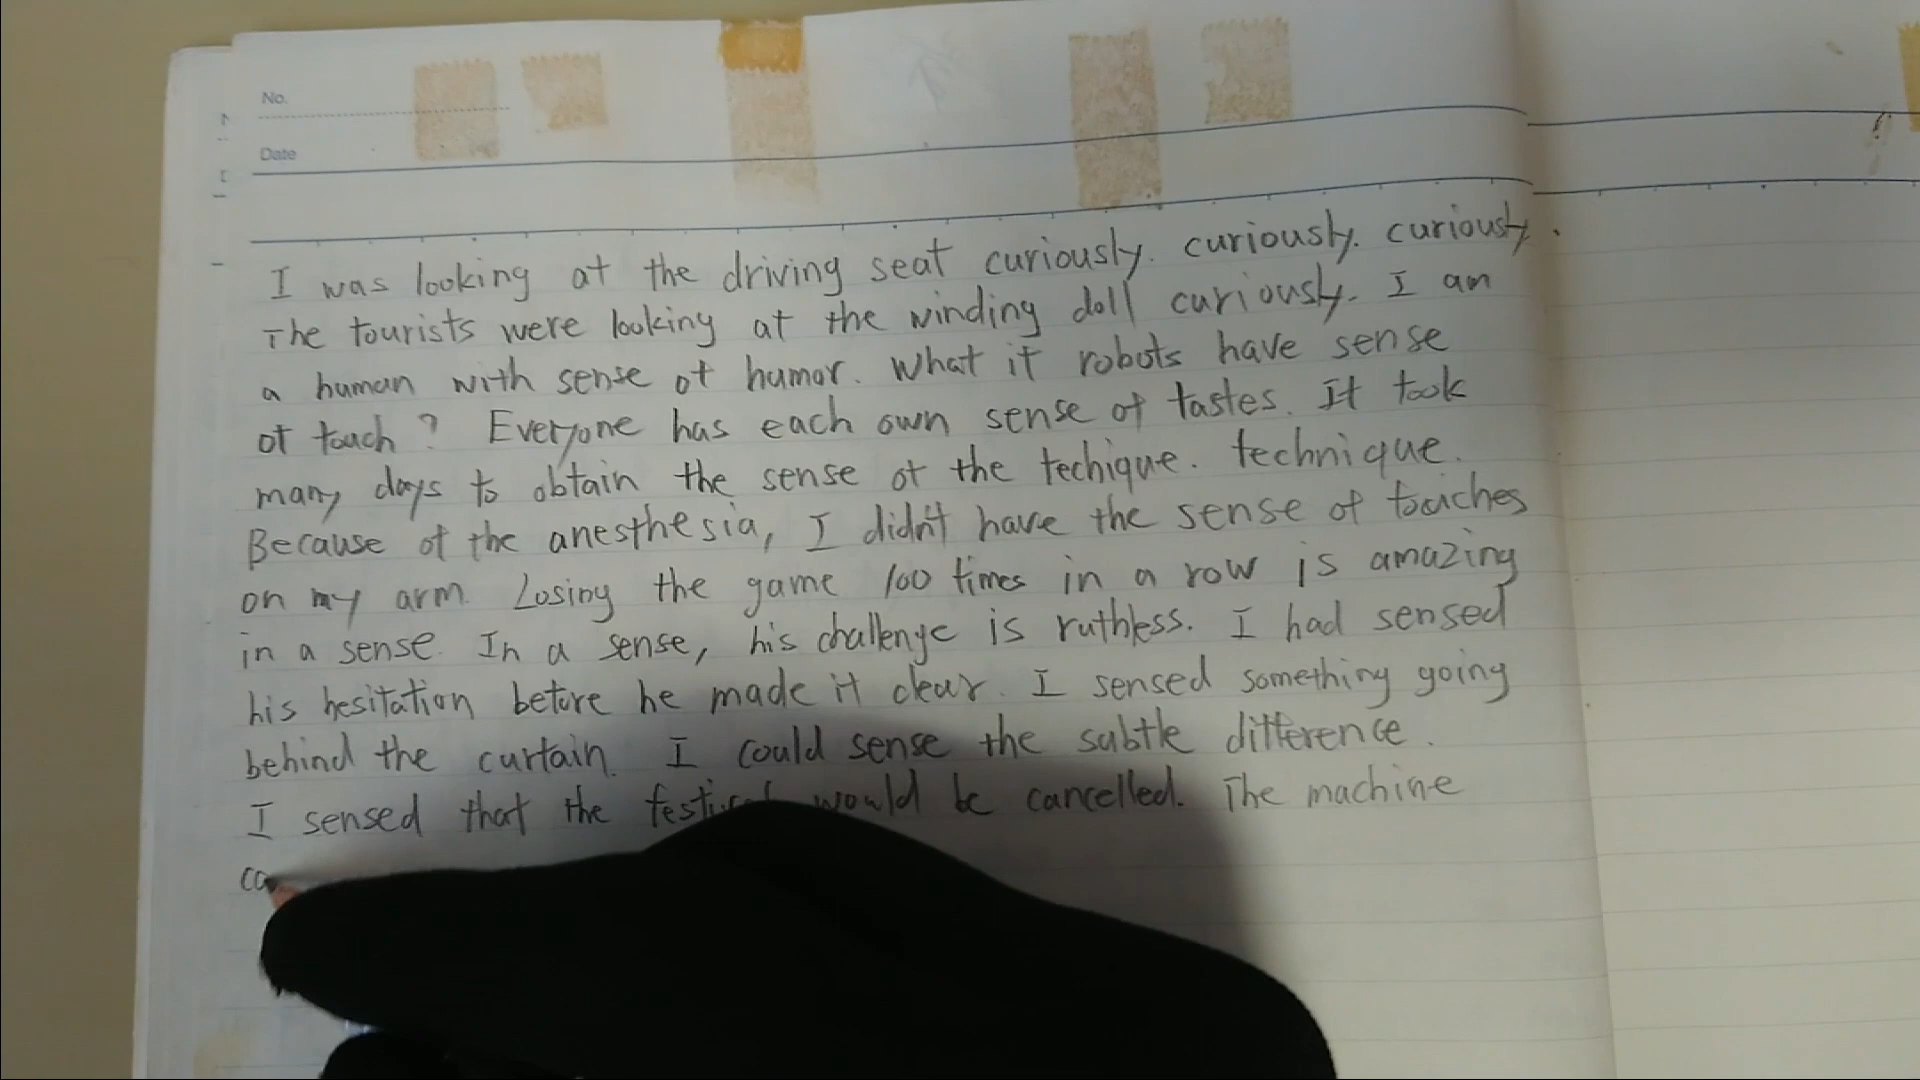 No.
Date
I was looking at the driving seat curiously. curiously. curiously.
The tourists were looking at the winding doll curiously. I am
a human with sense of humor. What if robots have sense
of touch? Everyone has each own sense of tastes. It took
many days to obtain the sense of the techique. technique.
Because of the anesthesia, I didn't have the sense of touches
on my arm. Losing the game 100 times in a row is amazing
in a sense. In a sense, his challenge is ruthless. I had sensed
his hesitation before he made it clear. I sensed something going
behind the curtain. I could sense the subtle difference.
I sensed that the would be cancelled. The machine